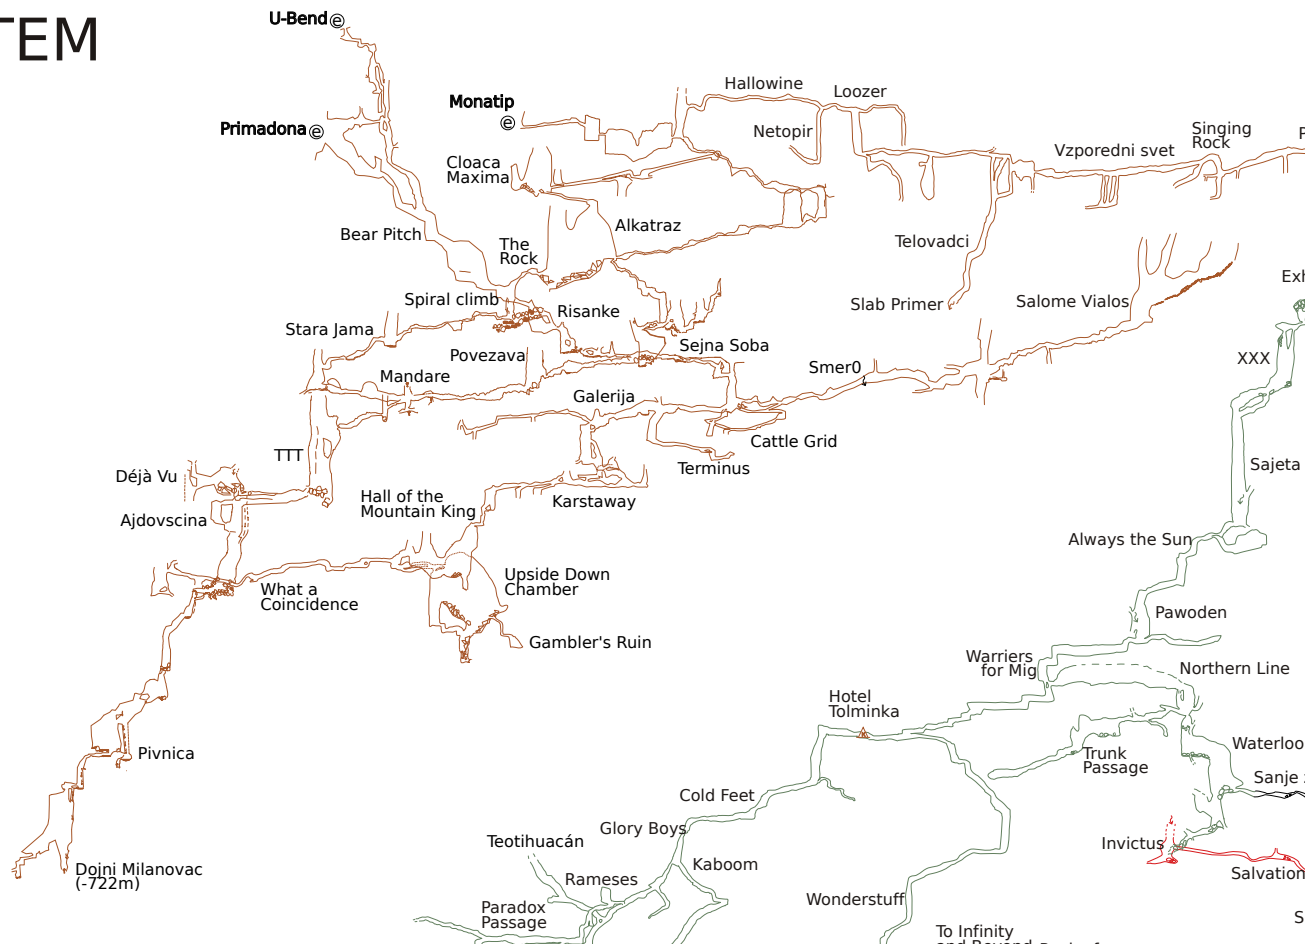 TEM
U-Bend ⓔ
Primadona ⓔ
Monatip
ⓔ
Hallowine
Loozer
Netopir
Cloaca
Maxima
Vzporedni svet
Singing
Rock
Bear Pitch
The
Rock
Alkatraz
Telovadci
Spiral climb
Risanke
Slab Primer
Salome Vialos
Stara Jama
Povezava
Sejna Soba
XXX
Mandare
Smer0
Galerija
Cattle Grid
TTT
Terminus
Sajeta
Déjà Vu
Hall of the
Mountain King
Karstaway
Ajdovscina
Always the Sun
What a
Coincidence
Upside Down
Chamber
Pawoden
Gambler's Ruin
Warriers
for Mig
Northern Line
Hotel
Tolminka
Pivnica
Trunk
Passage
Waterloo
Sanje
Cold Feet
Glory Boys
Teotihuacán
Invictus
Kaboom
Dojni Milanovac
(-722m)
Rameses
Salvation
Wonderstuff
Paradox
Passage
To Infinity
and Beyond